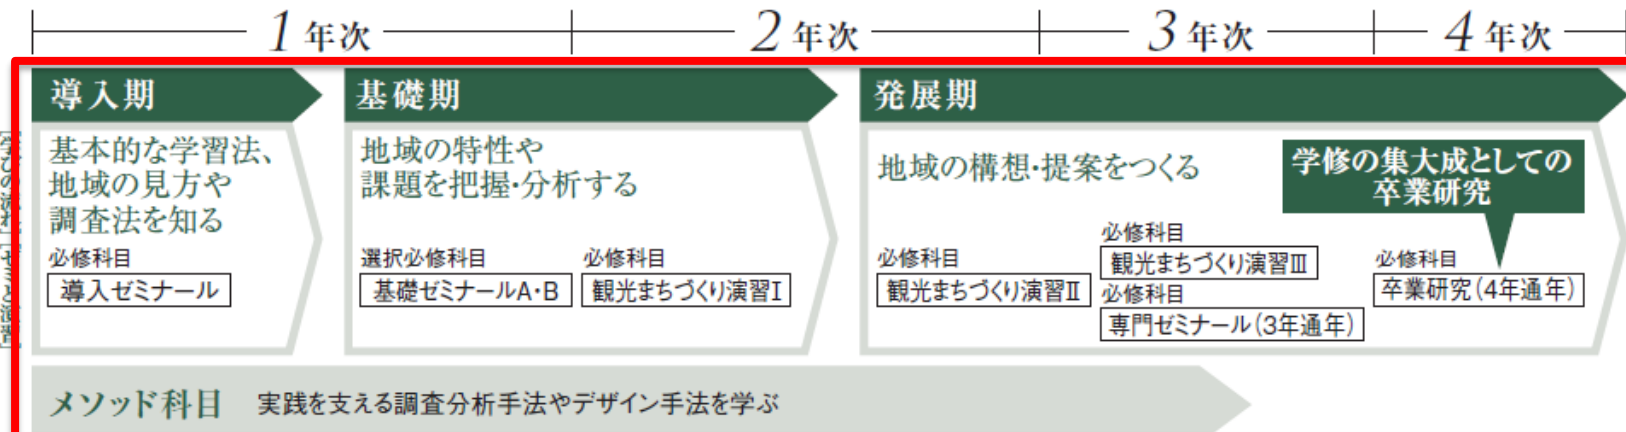 1年次
2年次
3年次
4年次
導入期
基礎期
発展期
[学びの流れ]
[ゼミと演習]
基本的な学習法、
地域の見方や
調査法を知る
必修科目
導入ゼミナール
地域の特性や
課題を把握・分析する
選択必修科目
基礎ゼミナールA・B
必修科目
観光まちづくり演習Ⅰ
地域の構想・提案をつくる
学修の集大成としての
卒業研究
必修科目
観光まちづくり演習Ⅱ
必修科目
観光まちづくり演習Ⅲ
必修科目
専門ゼミナール(3年通年)
必修科目
卒業研究(4年通年)
メソッド科目 実践を支える調査分析手法やデザイン手法を学ぶ